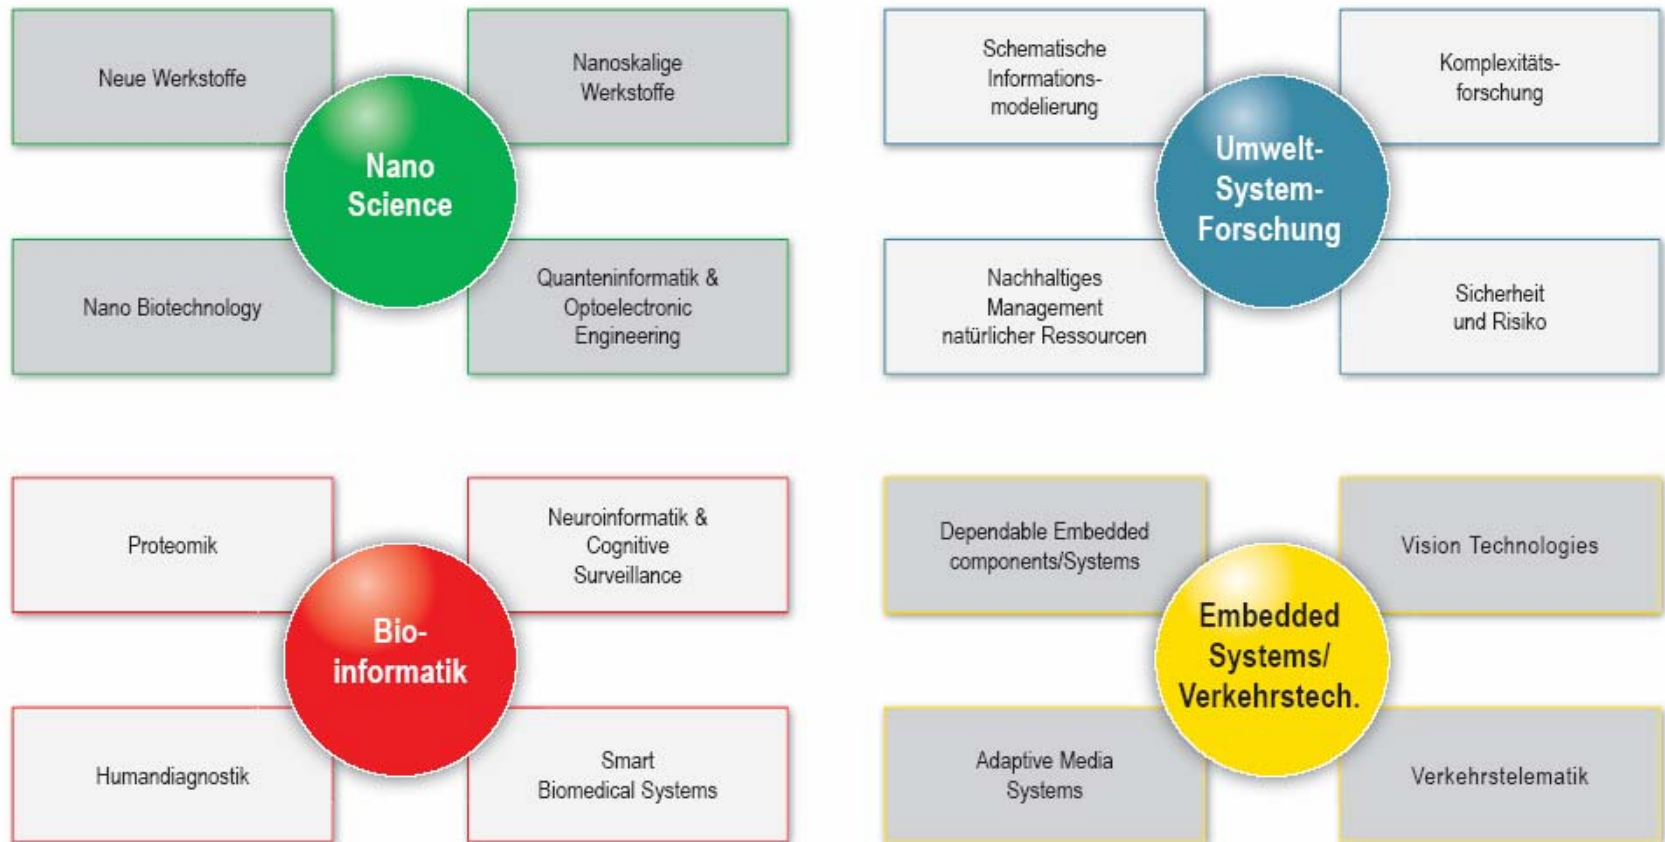 Neue Werkstoffe
Nanoskalige
Werkstoffe
Nano
Science
Nano Biotechnology
Quanteninformatik &
Optoelectronic
Engineering
Schematische
Informations-
modelierung
Komplexitäts-
forschung
Umwelt-
System-
Forschung
Nachhaltiges
Management
natürlicher Ressourcen
Sicherheit
und Risiko
Proteomik
Neuroinformatik &
Cognitive
Surveillance
Bio-
informatik
Humandiagnostik
Smart
Biomedical Systems
Dependable Embedded
components/Systems
Vision Technologies
Embedded
Systems/
Verkehrstech.
Adaptive Media
Systems
Verkehrstelematik